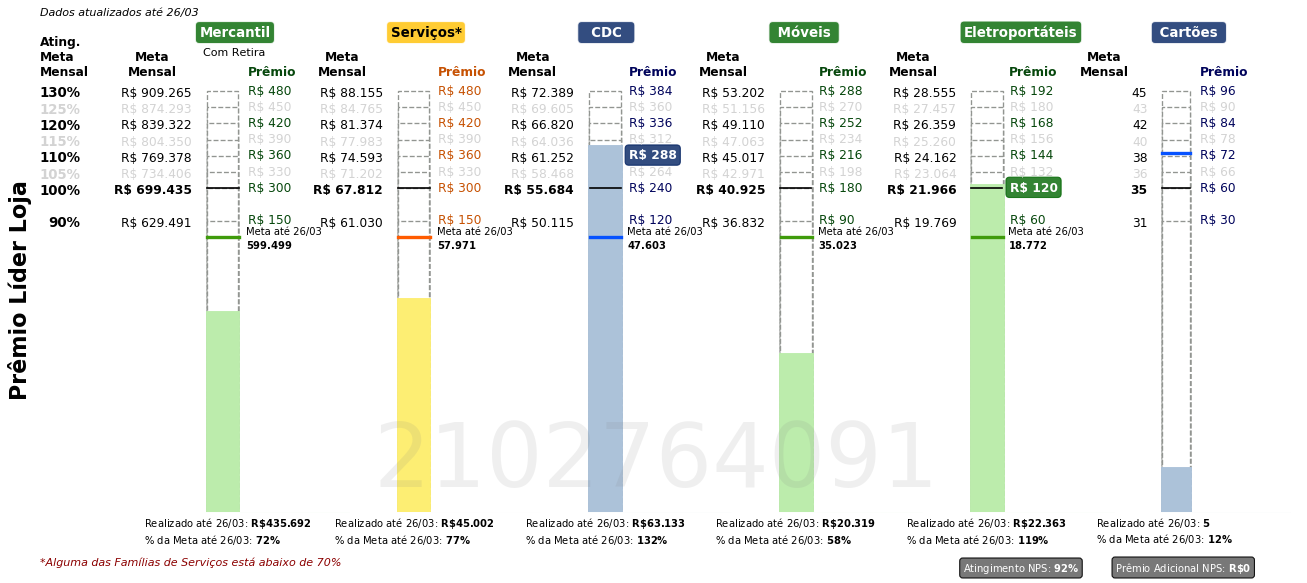 Dados atualizados até 26/03
Mercantil Serviços* CDC Móveis Eletroportáteis Cartões
Com Retira
Ating. Meta Mensal
Meta Mensal Prêmio Meta Mensal Prêmio Meta Mensal Prêmio Meta Mensal Prêmio Meta Mensal Prêmio Meta Mensal Prêmio
130% R$ 909.265 R$ 480 R$ 88.155 R$ 480 R$ 72.389 R$ 384 R$ 53.202 R$ 288 R$ 28.555 R$ 192 45 R$ 96
125% R$ 874.293 R$ 450 R$ 84.765 R$ 450 R$ 69.605 R$ 360 R$ 51.156 R$ 270 R$ 27.457 R$ 180 43 R$ 90
120% R$ 839.322 R$ 420 R$ 81.374 R$ 420 R$ 66.820 R$ 336 R$ 49.110 R$ 252 R$ 26.359 R$ 168 42 R$ 84
115% R$ 804.350 R$ 390 R$ 77.983 R$ 390 R$ 64.036 R$ 312 R$ 47.063 R$ 234 R$ 25.260 R$ 156 40 R$ 78
110% R$ 769.378 R$ 360 R$ 74.593 R$ 360 R$ 61.252 R$ 288 R$ 45.017 R$ 216 R$ 24.162 R$ 144 38 R$ 72
105% R$ 734.406 R$ 330 R$ 71.202 R$ 330 R$ 58.468 R$ 264 R$ 42.971 R$ 198 R$ 23.064 R$ 132 36 R$ 66
100% R$ 699.435 R$ 300 R$ 67.812 R$ 300 R$ 55.684 R$ 240 R$ 40.925 R$ 180 R$ 21.966 R$ 120 35 R$ 60
90% R$ 629.491 R$ 150 R$ 61.030 R$ 150 R$ 50.115 R$ 120 R$ 36.832 R$ 90 R$ 19.769 R$ 60 31 R$ 30
Meta até 26/03 Meta até 26/03 Meta até 26/03 Meta até 26/03 Meta até 26/03
599.499 57.971 47.603 35.023 18.772
Prêmio Líder Loja
2102764091
Realizado até 26/03: R$435.692 Realizado até 26/03: R$45.002 Realizado até 26/03: R$63.133 Realizado até 26/03: R$20.319 Realizado até 26/03: R$22.363 Realizado até 26/03: 5
% da Meta até 26/03: 72% % da Meta até 26/03: 77% % da Meta até 26/03: 132% % da Meta até 26/03: 58% % da Meta até 26/03: 119% % da Meta até 26/03: 12%
*Alguma das Famílias de Serviços está abaixo de 70%
Atingimento NPS: 92% Prêmio Adicional NPS: R$0